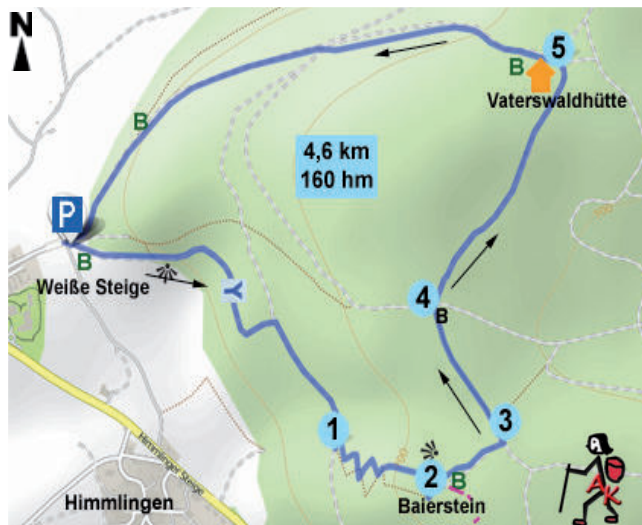 N
5
B
Vaterswaldhütte
B
4,6 km
160 hm
P
B
Weiße Steige
Y
4
B
1
3
2
B
Baierstein
Himmlinger Steige
Himmlingen
A
AK